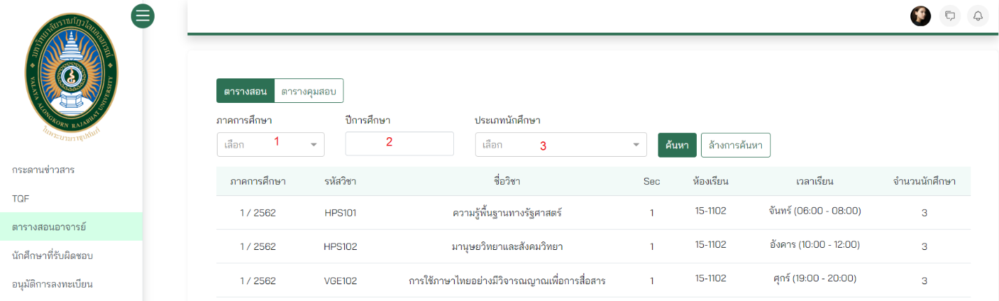 มหาวิทยาลัยราชภัฏวไลยอลงกรณ์
VALAYA ALONGKORN RAJABHAT UNIVERSITY
ในพระบรมราชูปถัมภ์
ตารางสอน ตารางคุมสอบ
ภาคการศึกษา ปีการศึกษา ประเภทนักศึกษา
เลือก 1 2 เลือก 3 ค้นหา ล้างการค้นหา
กระดานข่าวสาร
TQF
ตารางสอนอาจารย์
นักศึกษาที่รับผิดชอบ
อนุมัติการลงทะเบียน
ภาคการศึกษา รหัสวิชา ชื่อวิชา Sec ห้องเรียน เวลาเรียน จำนวนนักศึกษา
1 / 2562 HPS101 ความรู้พื้นฐานทางรัฐศาสตร์ 1 15-1102 จันทร์ (06:00 - 08:00) 3
1 / 2562 HPS102 มานุษยวิทยาและสังคมวิทยา 1 15-1102 อังคาร (10:00 - 12:00) 3
1 / 2562 VGE102 การใช้ภาษาไทยอย่างมีวิจารณญาณเพื่อการสื่อสาร 1 15-1102 ศุกร์ (19:00 - 20:00) 3